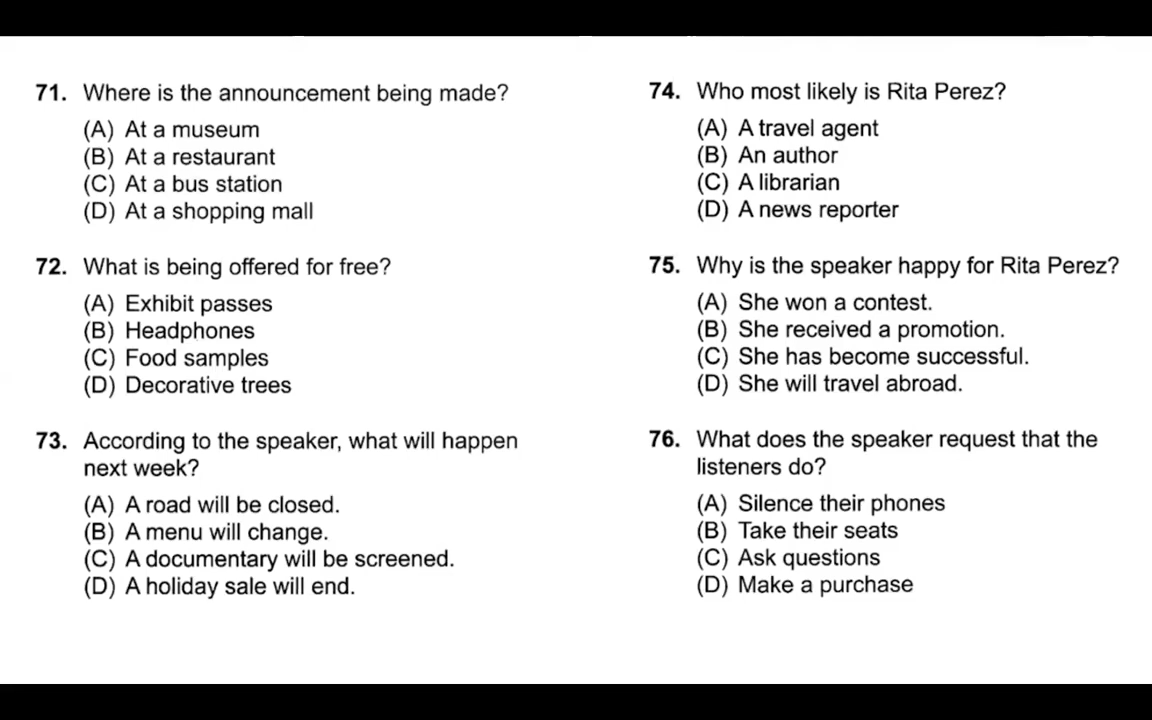 71. Where is the announcement being made?
(A) At a museum
(B) At a restaurant
(C) At a bus station
(D) At a shopping mall
72. What is being offered for free?
(A) Exhibit passes
(B) Headphones
(C) Food samples
(D) Decorative trees
73. According to the speaker, what will happen
next week?
(A) A road will be closed.
(B) A menu will change.
(C) A documentary will be screened.
(D) A holiday sale will end.
74. Who most likely is Rita Perez?
(A) A travel agent
(B) An author
(C) A librarian
(D) A news reporter
75. Why is the speaker happy for Rita Perez?
(A) She won a contest.
(B) She received a promotion.
(C) She has become successful.
(D) She will travel abroad.
76. What does the speaker request that the
listeners do?
(A) Silence their phones
(B) Take their seats
(C) Ask questions
(D) Make a purchase